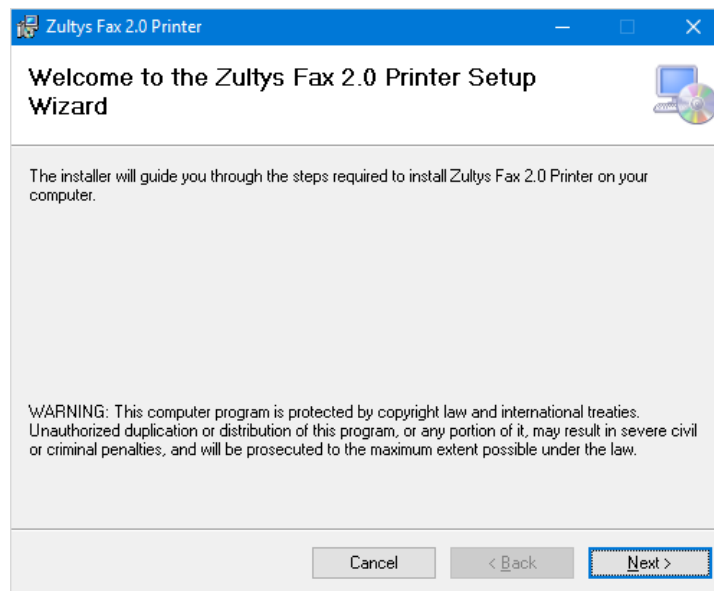 Zultys Fax 2.0 Printer
Welcome to the Zultys Fax 2.0 Printer Setup
Wizard
The installer will guide you through the steps required to install Zultys Fax 2.0 Printer on your
computer.
WARNING: This computer program is protected by copyright law and international treaties.
Unauthorized duplication or distribution of this program, or any portion of it, may result in severe civil
or criminal penalties, and will be prosecuted to the maximum extent possible under the law.
Cancel < Back Next >